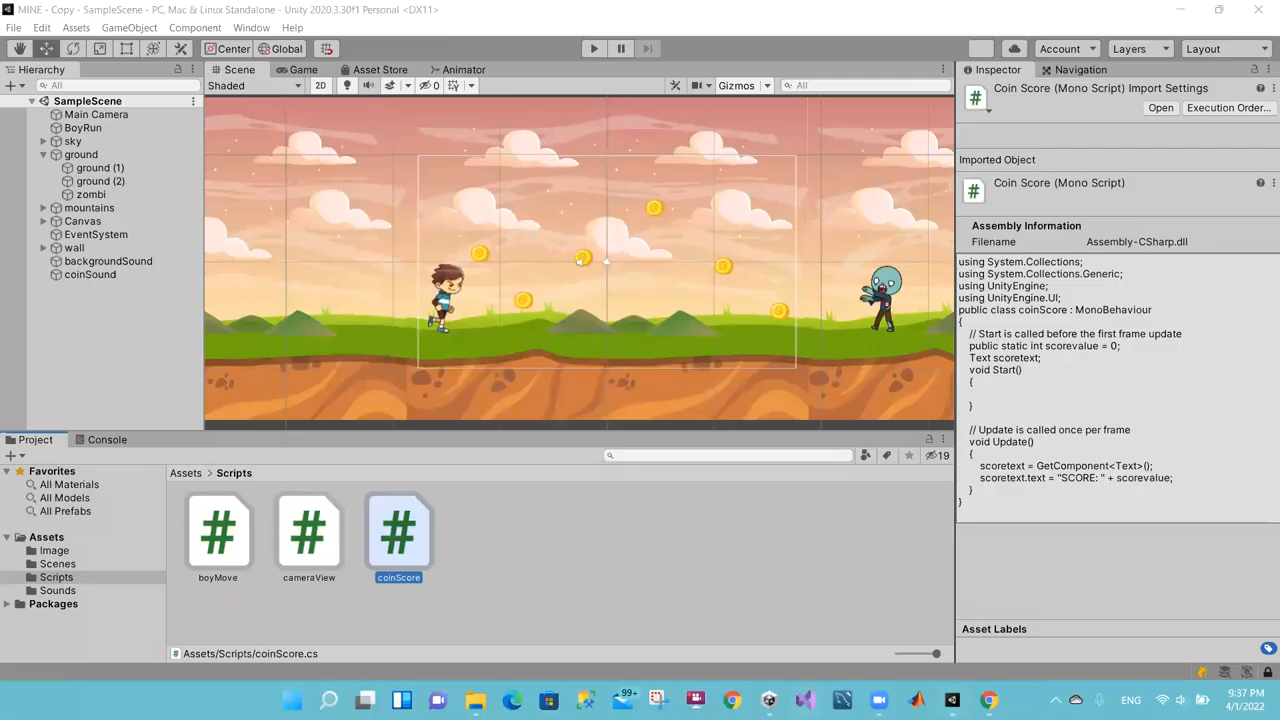 MINE - Copy - SampleScene - PC, Mac & Linux Standalone - Unity 2020.3.30f1 Personal <DX11>
File Edit Assets GameObject Component Window Help
Center Global Account Layers Layout
Hierarchy
All
SampleScene
Main Camera
BoyRun
sky
ground
ground (1)
ground (2)
zombi
mountains
Canvas
EventSystem
wall
backgroundSound
coinSound
Scene Game Asset Store Animator
Shaded 2D 0 Gizmos All
Inspector Navigation
Coin Score (Mono Script) Import Settings
Open Execution Order...
Imported Object
Coin Score (Mono Script)
Assembly Information
Filename Assembly-CSharp.dll
using System.Collections;
using System.Collections.Generic;
using UnityEngine;
using UnityEngine.UI;
public class coinScore : MonoBehaviour
{
// Start is called before the first frame update
public static int scorevalue = 0;
Text scoretext;
void Start()
{
}
// Update is called once per frame
void Update()
{
scoretext = GetComponent<Text>();
scoretext.text = "SCORE: " + scorevalue;
}
}
Asset Labels
Project Console
19
Favorites
All Materials
All Models
All Prefabs
Assets
Image
Scenes
Scripts
Sounds
Packages
Assets > Scripts
# # #
boyMove cameraView coinScore
Assets/Scripts/coinScore.cs
99+
ENG
9:37 PM
4/1/2022